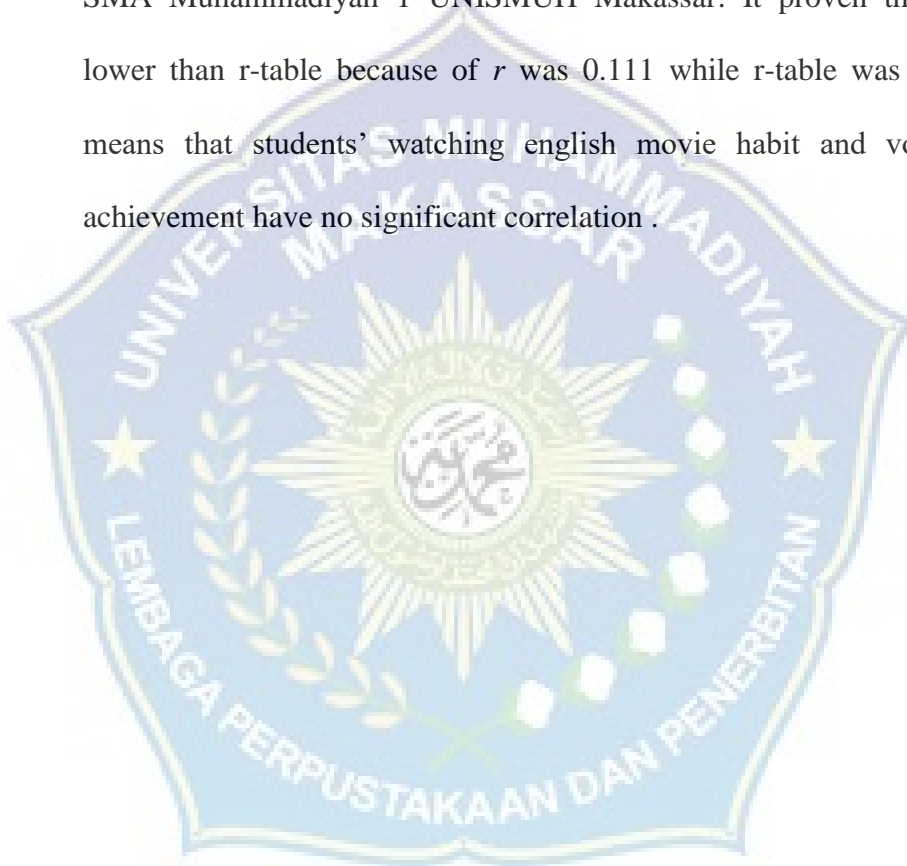 SMA Muhammadiyah 1 UNISMUH Makassar. It proven
lower than r-table because of r was 0.111 while r-table was
means that students' watching english movie habit and
achievement have no significant correlation .
UNIVERSITAS MUHAMMADIYAH
MAKASSAR
LEMBAGA PERPUSTAKAAN DAN PENERBITAN